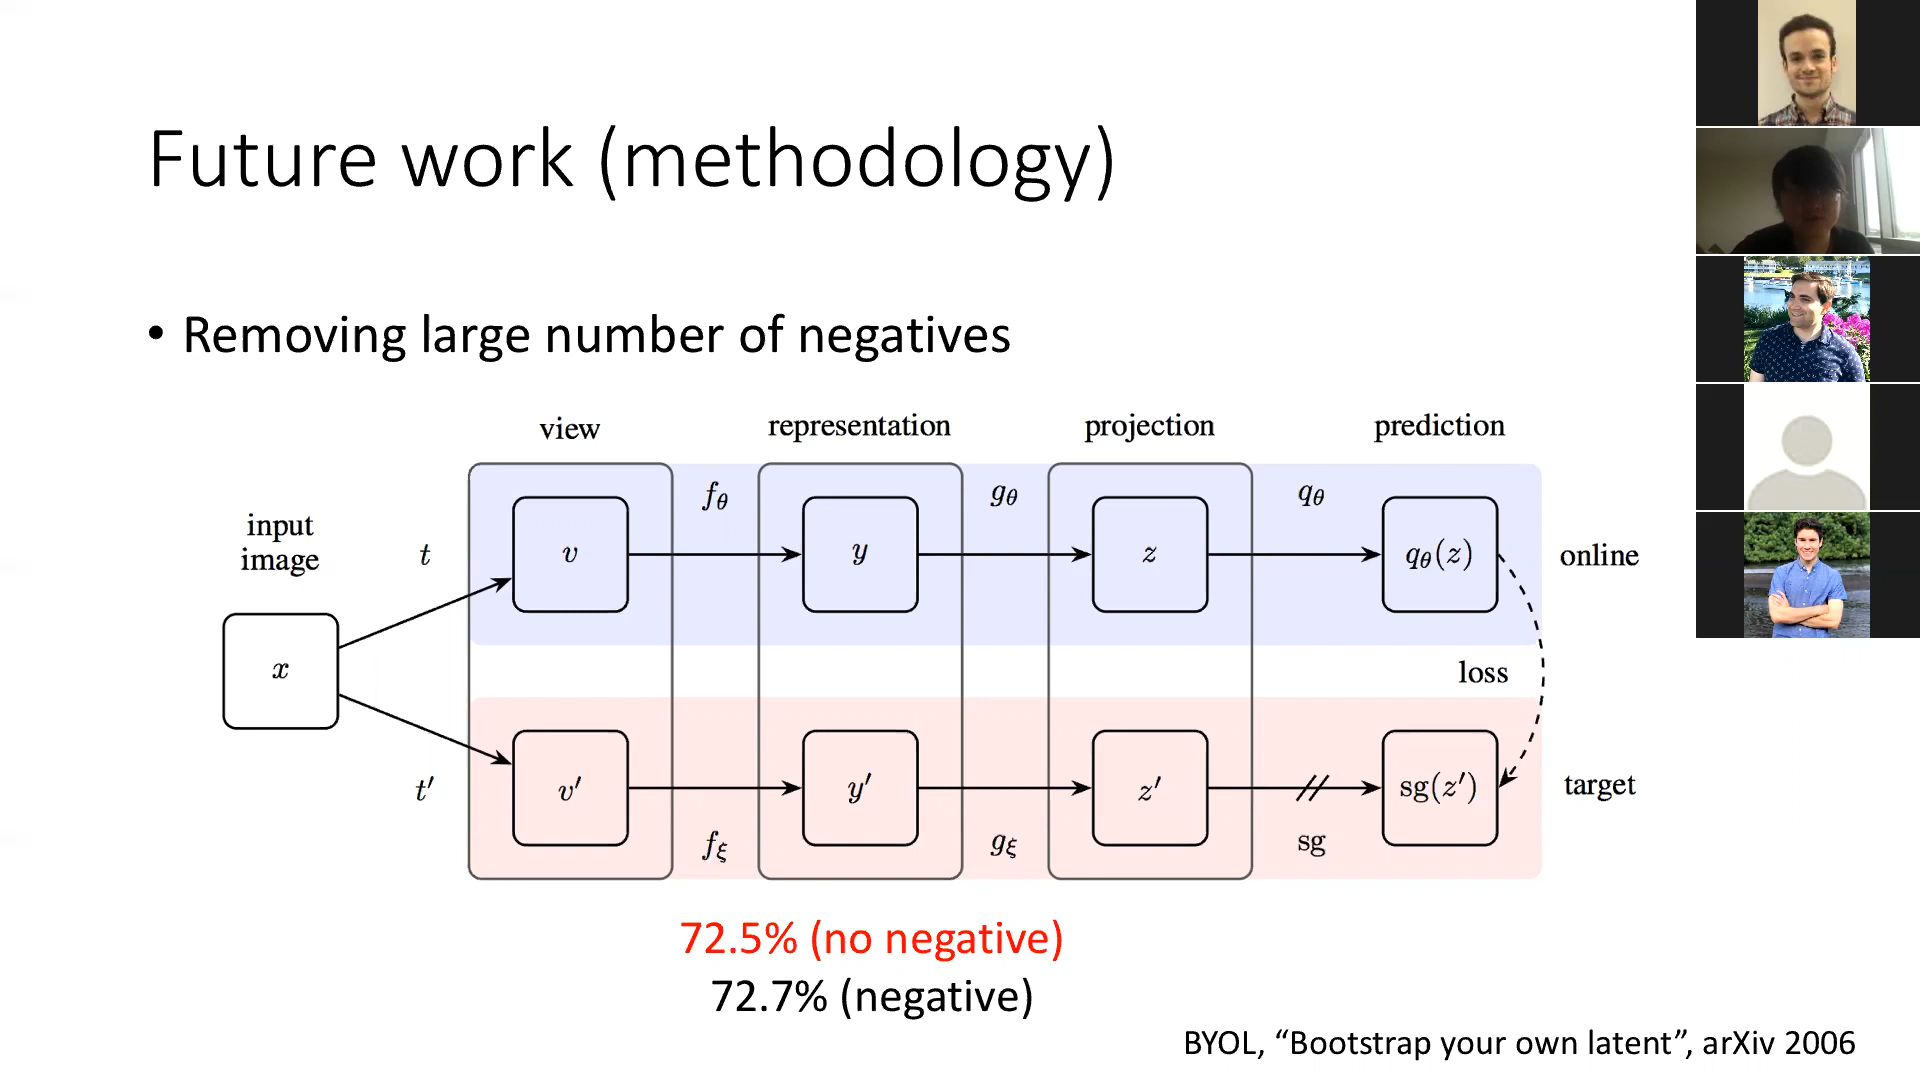 Future work (methodology)
• Removing large number of negatives
view representation projection prediction
input
image
t
f_θ g_θ q_θ
v y z q_θ(z)
online
x
loss
t′
v′ y′ z′ sg(z′)
target
f_ξ g_ξ sg
72.5% (no negative)
72.7% (negative)
BYOL, “Bootstrap your own latent”, arXiv 2006